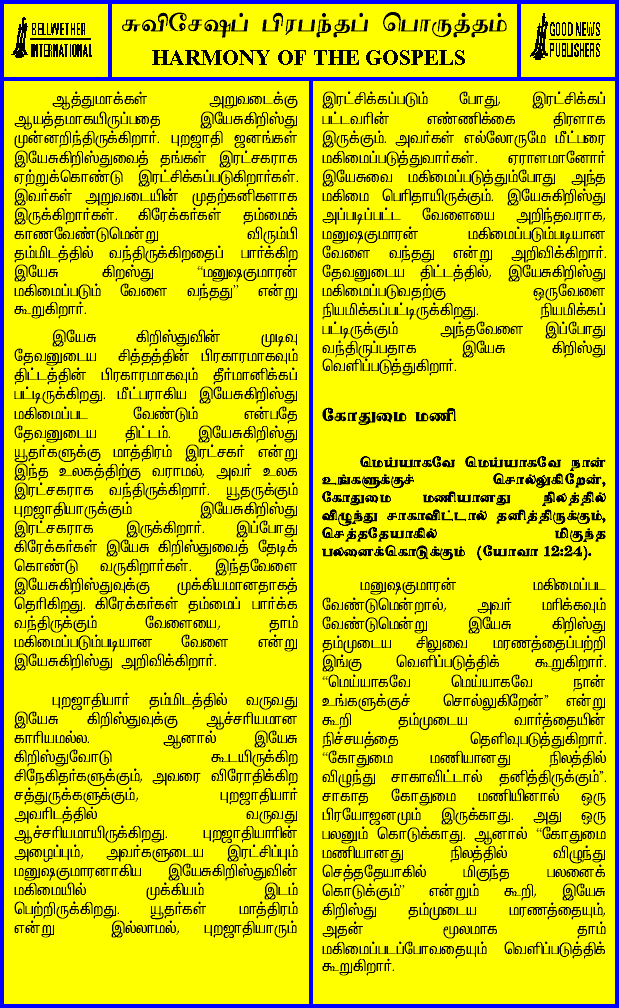 BELLWETHER
INTERNATIONAL
சுவிசேஷப் பிரபந்தப் பொருத்தம்
HARMONY OF THE GOSPELS
GOOD NEWS
PUBLISHERS
ஆத்துமாக்கள் அறுவடைக்கு
ஆயத்தமாகயிருப்பதை இயேசுகிறிஸ்து
முன்னறிந்திருக்கிறார். புறஜாதி ஜனங்கள்
இயேசுகிறிஸ்துவைத் தங்கள் இரட்சகராக
ஏற்றுக்கொண்டு இரட்சிக்கப்படுகிறார்கள்.
இவர்கள் அறுவடையின் முதற்கனிகளாக
இருக்கிறார்கள். கிரேக்கர்கள் தம்மைக்
காணவேண்டுமென்று விரும்பி
தம்மிடத்தில் வந்திருக்கிறதைப் பார்க்கிற
இயேசு கிறஸ்து “மனுஷகுமாரன்
மகிமைப்படும் வேளை வந்தது” என்று
கூறுகிறார்.
இயேசு கிறிஸ்துவின் முடிவு
தேவனுடைய சித்தத்தின் பிரகாரமாகவும்
திட்டத்தின் பிரகாரமாகவும் தீர்மானிக்கப்
பட்டிருக்கிறது. மீட்பராகிய இயேசுகிறிஸ்து
மகிமைப்பட வேண்டும் என்பதே
தேவனுடைய திட்டம். இயேசுகிறிஸ்து
யூதர்களுக்கு மாத்திரம் இரட்சகர் என்று
இந்த உலகத்திற்கு வராமல், அவர் உலக
இரட்சகராக வந்திருக்கிறார். யூதருக்கும்
புறஜாதியாருக்கும் இயேசுகிறிஸ்து
இரட்சகராக இருக்கிறார். இப்போது
கிரேக்கர்கள் இயேசு கிறிஸ்துவைத் தேடிக்
கொண்டு வருகிறார்கள். இந்தவேளை
இயேசுகிறிஸ்துவுக்கு முக்கியமானதாகத்
தெரிகிறது. கிரேக்கர்கள் தம்மைப் பார்க்க
வந்திருக்கும் வேளையை, தாம்
மகிமைப்படும்படியான வேளை என்று
இயேசுகிறிஸ்து அறிவிக்கிறார்.
புறஜாதியார் தம்மிடத்தில் வருவது
இயேசு கிறிஸ்துவுக்கு ஆச்சரியமான
காரியமல்ல. ஆனால் இயேசு
கிறிஸ்துவோடு கூடயிருக்கிற
சிநேகிதர்களுக்கும், அவரை விரோதிக்கிற
சத்துருக்களுக்கும், புறஜாதியார்
அவரிடத்தில் வருவது
ஆச்சரியமாயிருக்கிறது. புறஜாதியாரின்
அழைப்பும், அவர்களுடைய இரட்சிப்பும்
மனுஷகுமாரனாகிய இயேசுகிறிஸ்துவின்
மகிமையில் முக்கியம் இடம்
பெற்றிருக்கிறது. யூதர்கள் மாத்திரம்
என்று இல்லாமல், புறஜாதியாரும்
இரட்சிக்கப்படும் போது, இரட்சிக்கப்
பட்டவரின் எண்ணிக்கை திரளாக
இருக்கும். அவர்கள் எல்லோருமே மீட்பரை
மகிமைப்படுத்துவார்கள். ஏராளமானோர்
இயேசுவை மகிமைப்படுத்தும்போது அந்த
மகிமை பெரிதாயிருக்கும். இயேசுகிறிஸ்து
அப்படிப்பட்ட வேளையை அறிந்தவராக,
மனுஷகுமாரன் மகிமைப்படும்படியான
வேளை வந்தது என்று அறிவிக்கிறார்.
தேவனுடைய திட்டத்தில், இயேசுகிறிஸ்து
மகிமைப்படுவதற்கு ஒருவேளை
நியமிக்கப்பட்டிருக்கிறது. நியமிக்கப்
பட்டிருக்கும் அந்தவேளை இப்போது
வந்திருப்பதாக இயேசு கிறிஸ்து
வெளிப்படுத்துகிறார்.
கோதுமை மணி
மெய்யாகவே மெய்யாகவே நான்
உங்களுக்குச் சொல்லுகிறேன்,
கோதுமை மணியானது நிலத்தில்
விழுந்து சாகாவிட்டால் தனித்திருக்கும்,
செத்ததேயாகில் மிகுந்த
பலனைக்கொடுக்கும் (யோவா 12:24).
மனுஷகுமாரன் மகிமைப்பட
வேண்டுமென்றால், அவர் மரிக்கவும்
வேண்டுமென்று இயேசு கிறிஸ்து
தம்முடைய சிலுவை மரணத்தைப்பற்றி
இங்கு வெளிப்படுத்திக் கூறுகிறார்.
“மெய்யாகவே மெய்யாகவே நான்
உங்களுக்குச் சொல்லுகிறேன்” என்று
கூறி தம்முடைய வார்த்தையின்
நிச்சயத்தை தெளிவுபடுத்துகிறார்.
“கோதுமை மணியானது நிலத்தில்
விழுந்து சாகாவிட்டால் தனித்திருக்கும்”.
சாகாத கோதுமை மணியினால் ஒரு
பிரயோஜனமும் இருக்காது. அது ஒரு
பலனும் கொடுக்காது. ஆனால் “கோதுமை
மணியானது நிலத்தில் விழுந்து
செத்ததேயாகில் மிகுந்த பலனைக்
கொடுக்கும்” என்றும் கூறி, இயேசு
கிறிஸ்து தம்முடைய மரணத்தையும்,
அதன் மூலமாக தாம்
மகிமைப்படப்போவதையும் வெளிப்படுத்திக்
கூறுகிறார்.